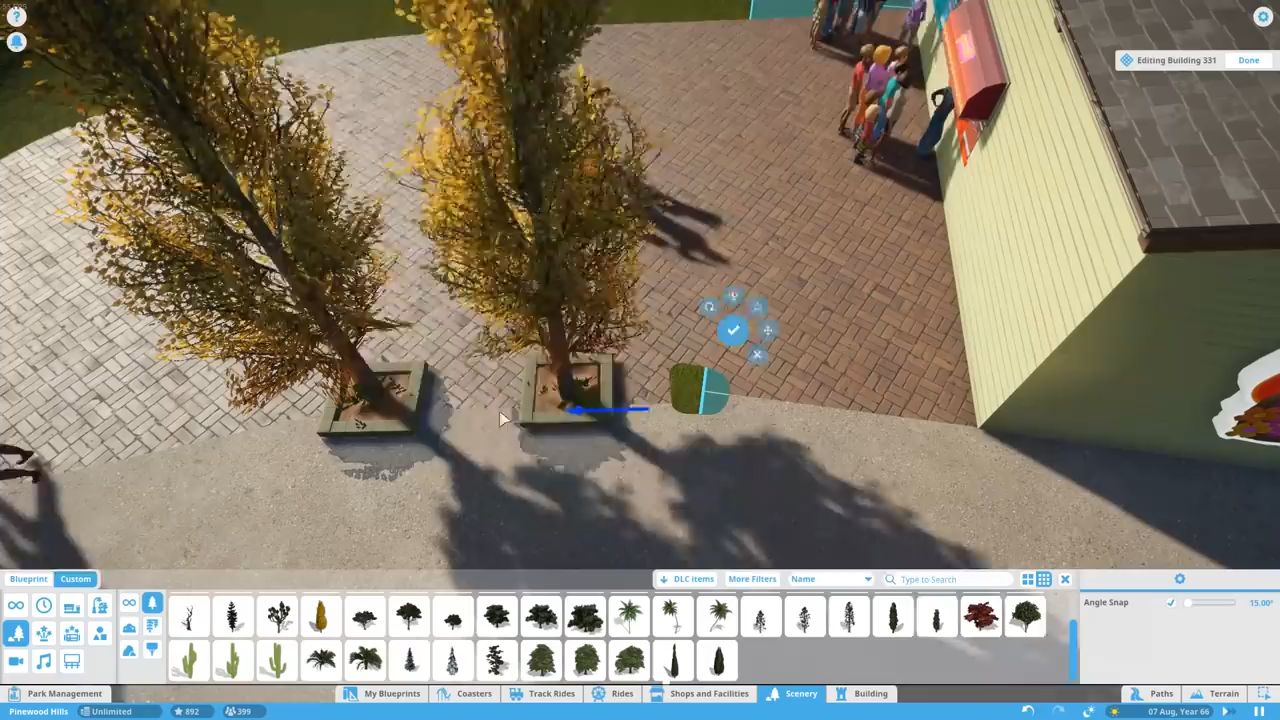 Editing Building 331 Done
Blueprint Custom DLC items More Filters Name Type to Search
Angle Snap 15.00°
Park Management My Blueprints Coasters Track Rides Rides Shops and Facilities Scenery Building Paths Terrain
Pinewood Hills Unlimited 892 399 07 Aug, Year 66